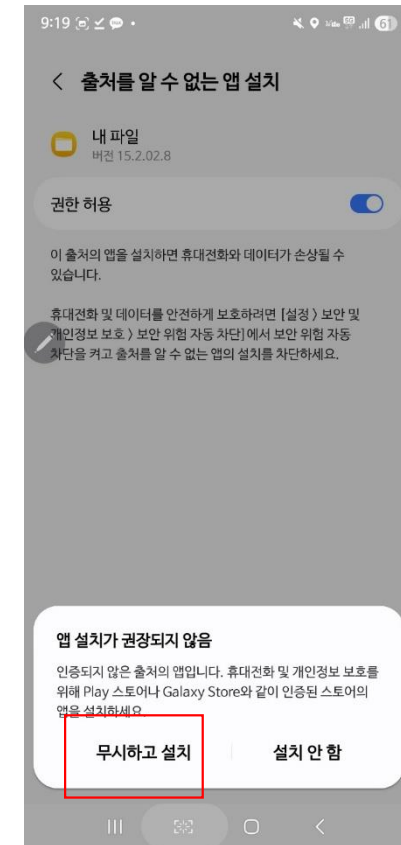 9:19
61
출처를 알 수 없는 앱 설치
내 파일
버전 15.2.02.8
권한 허용
이 출처의 앱을 설치하면 휴대전화와 데이터가 손상될 수
있습니다.
휴대전화 및 데이터를 안전하게 보호하려면 [설정 > 보안 및
개인정보 보호 > 보안 위험 자동 차단]에서 보안 위험 자동
차단을 켜고 출처를 알 수 없는 앱의 설치를 차단하세요.
앱 설치가 권장되지 않음
인증되지 않은 출처의 앱입니다. 휴대전화 및 개인정보 보호를
위해 Play 스토어나 Galaxy Store와 같이 인증된 스토어의
앱을 설치하세요.
무시하고 설치
설치 안 함